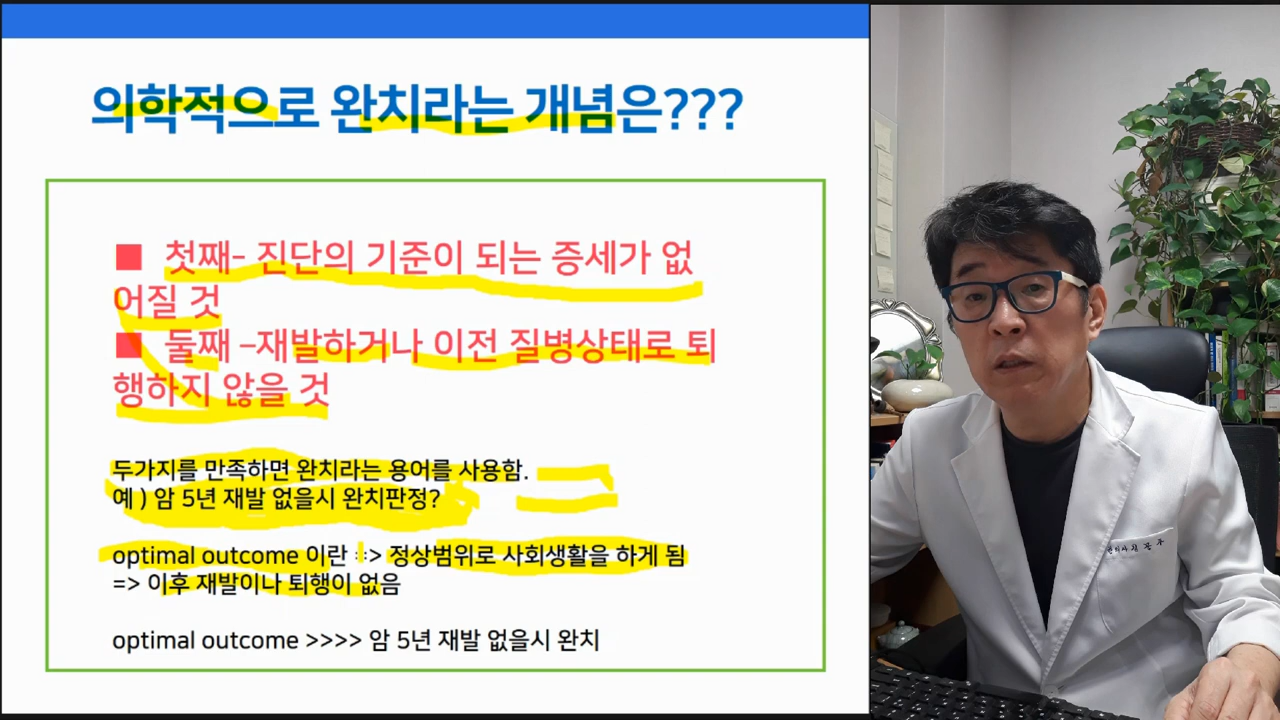 의학적으로 완치라는 개념은???
■ 첫째- 진단의 기준이 되는 증세가 없
어질 것
■ 둘째 –재발하거나 이전 질병상태로 퇴
행하지 않을 것
두가지를 만족하면 완치라는 용어를 사용함.
예 ) 암 5년 재발 없을시 완치판정?
optimal outcome 이란 => 정상범위로 사회생활을 하게 됨
=> 이후 재발이나 퇴행이 없음
optimal outcome >>>> 암 5년 재발 없을시 완치